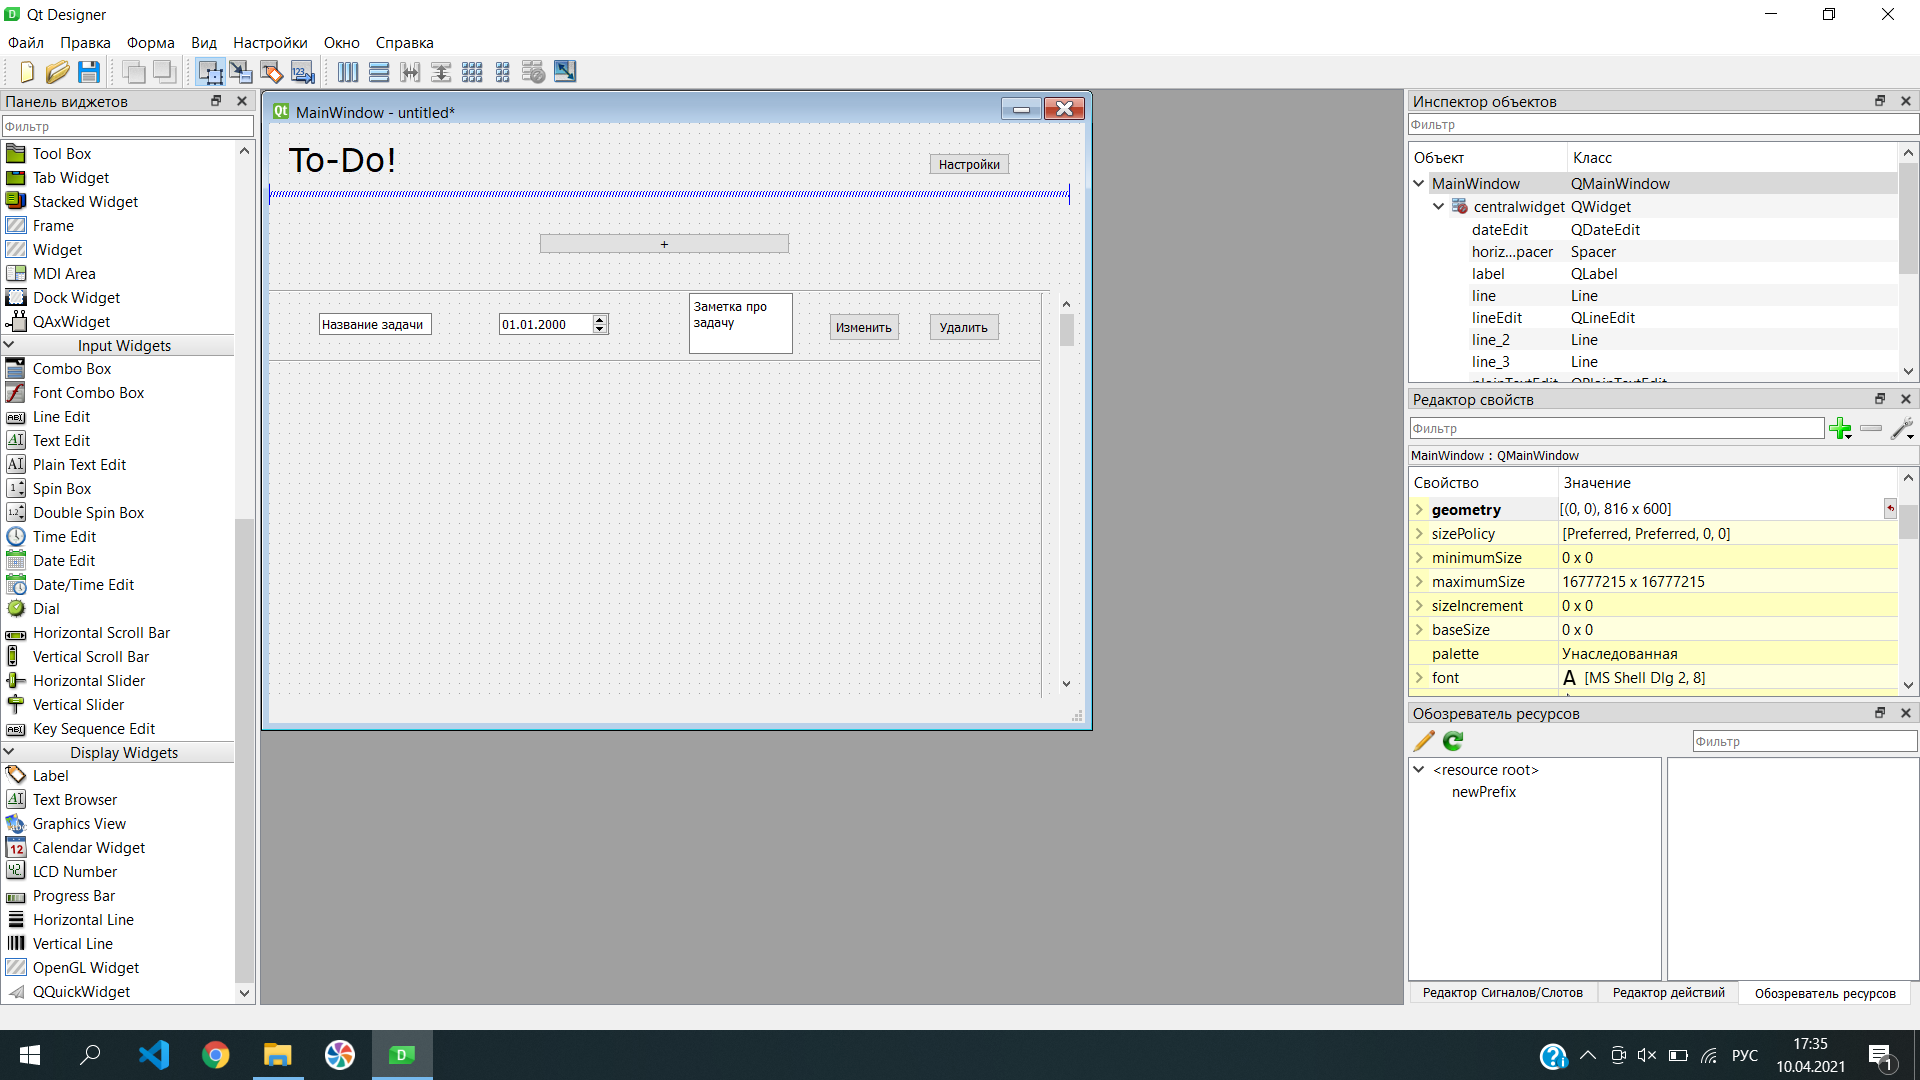 Qt Designer
Файл Правка Форма Вид Настройки Окно Справка
Панель виджетов
Фильтр
Tool Box
Tab Widget
Stacked Widget
Frame
Widget
MDI Area
Dock Widget
QAxWidget
Input Widgets
Combo Box
Font Combo Box
Line Edit
Text Edit
Plain Text Edit
Spin Box
Double Spin Box
Time Edit
Date Edit
Date/Time Edit
Dial
Horizontal Scroll Bar
Vertical Scroll Bar
Horizontal Slider
Vertical Slider
Key Sequence Edit
Display Widgets
Label
Text Browser
Graphics View
Calendar Widget
LCD Number
Progress Bar
Horizontal Line
Vertical Line
OpenGL Widget
QQuickWidget
MainWindow - untitled*
To-Do!
Настройки
+
Название задачи
01.01.2000
Заметка про
задачу
Изменить
Удалить
Инспектор объектов
Фильтр
Объект Класс
MainWindow QMainWindow
centralwidget QWidget
dateEdit QDateEdit
horiz...pacer Spacer
label QLabel
line Line
lineEdit QLineEdit
line_2 Line
line_3 Line
plainTextEdit QPlainTextEdit
Редактор свойств
Фильтр
MainWindow : QMainWindow
Свойство Значение
geometry [(0, 0), 816 x 600]
sizePolicy [Preferred, Preferred, 0, 0]
minimumSize 0 x 0
maximumSize 16777215 x 16777215
sizeIncrement 0 x 0
baseSize 0 x 0
palette Унаследованная
font A [MS Shell Dlg 2, 8]
Обозреватель ресурсов
Фильтр
<resource root>
newPrefix
Редактор Сигналов/Слотов Редактор действий Обозреватель ресурсов
РУС
17:35
10.04.2021
1